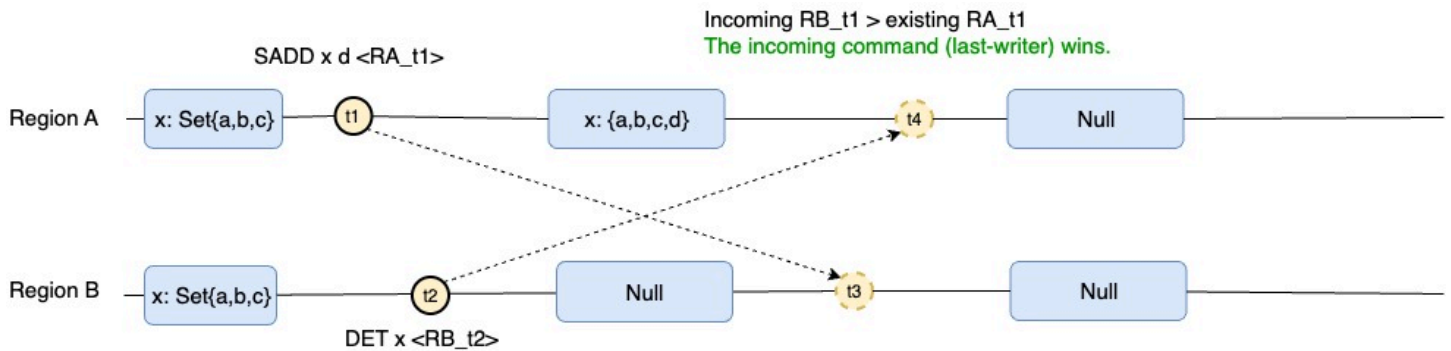 Incoming RB_t1 > existing RA_t1
The incoming command (last-writer) wins.
SADD x d <RA_t1>
Region A
x: Set{a,b,c}
t1
x: {a,b,c,d}
t4
Null
Region B
x: Set{a,b,c}
t2
Null
t3
Null
DET x <RB_t2>